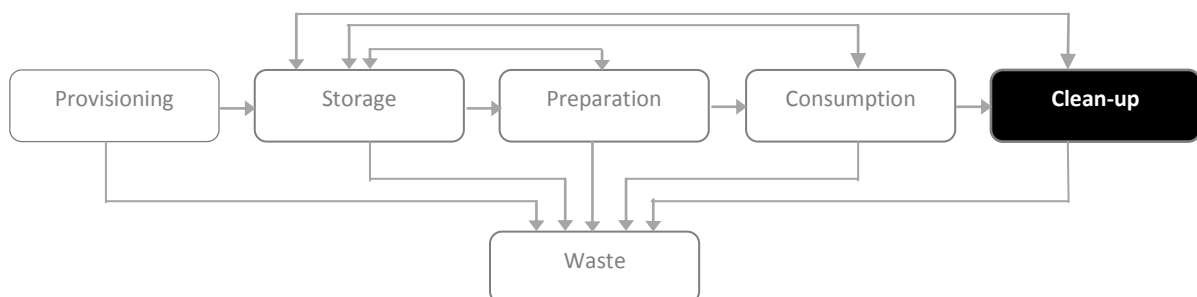 Provisioning
Storage
Preparation
Consumption
Clean-up
Waste